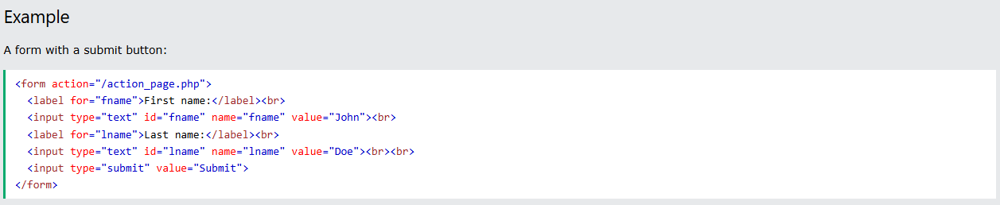 Example
A form with a submit button:
<form action="/action_page.php">
  <label for="fname">First name:</label><br>
  <input type="text" id="fname" name="fname" value="John"><br>
  <label for="lname">Last name:</label><br>
  <input type="text" id="lname" name="lname" value="Doe"><br><br>
  <input type="submit" value="Submit">
</form>